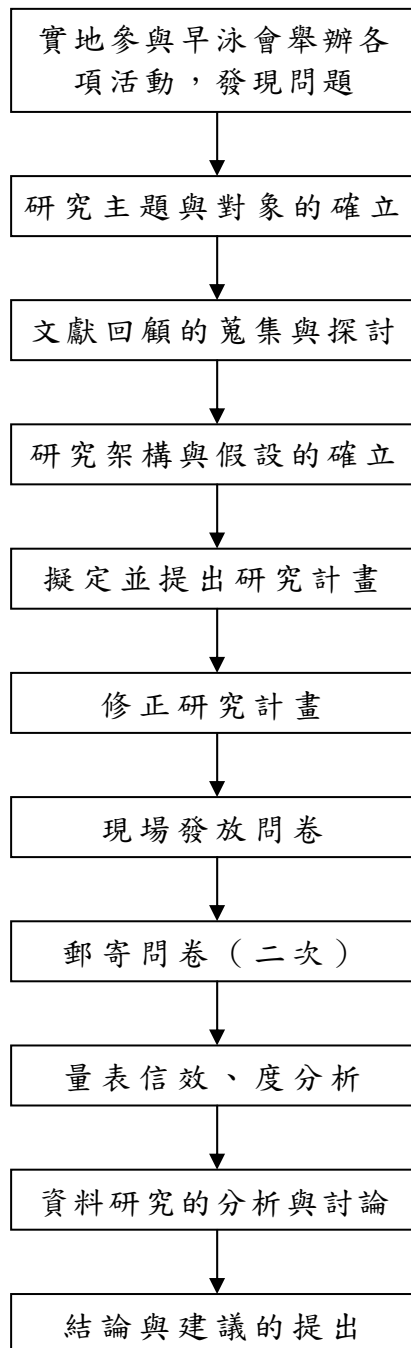 實地參與早泳會舉辦各
項活動，發現問題
研究主題與對象的確立
文獻回顧的蒐集與探討
研究架構與假設的確立
擬定並提出研究計畫
修正研究計畫
現場發放問卷
郵寄問卷（二次）
量表信效、度分析
資料研究的分析與討論
結論與建議的提出